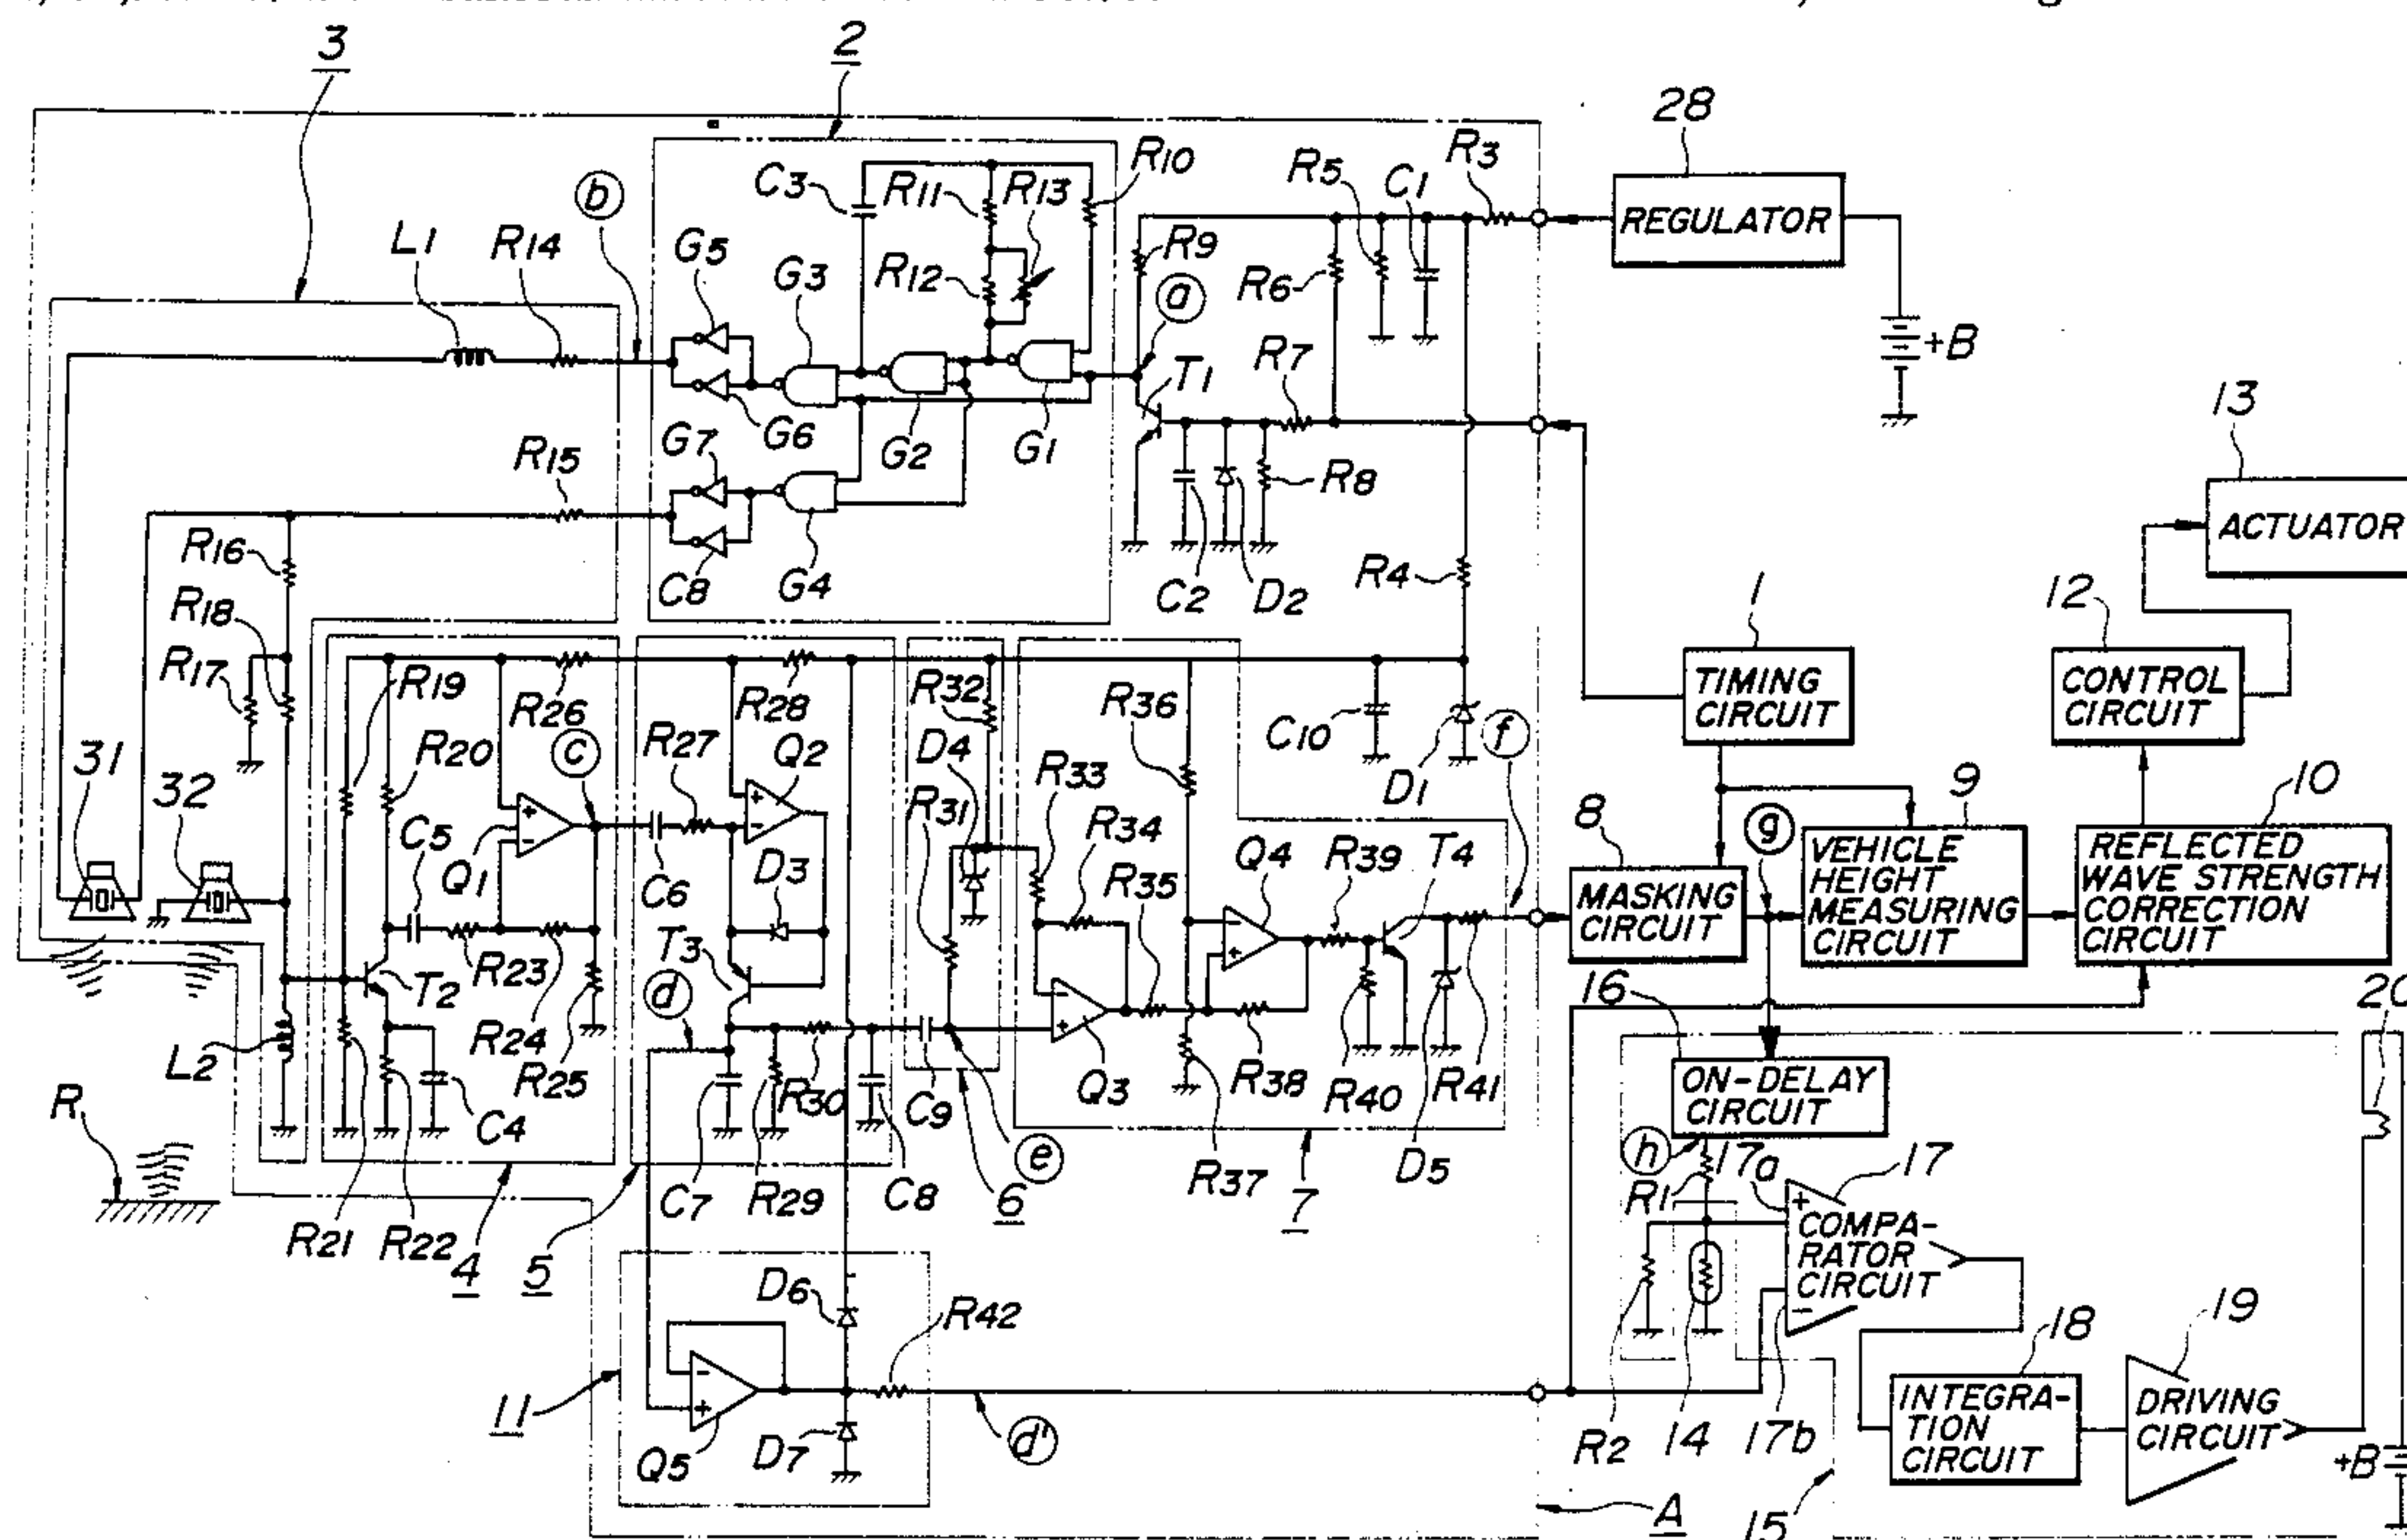 3
2
28
R10
R3
C3
R11
R13
R5
C1
REGULATOR
b
L1
R14
G5
G3
R12
R9
R6
a
+B
G6
G2
G1
T1
R7
13
R15
G7
R8
ACTUATOR
R16
C8
G4
C2
D2
R4
1
12
R18
R17
R19
R26
R28
R32
R36
TIMING
CIRCUIT
CONTROL
CIRCUIT
31
32
R20
c
R27
Q2
D4
R33
C10
D1
f
9
10
C5
Q1
C6
D3
R31
R34
R35
Q4
R39
T4
8
g
MASKING
CIRCUIT
VEHICLE
HEIGHT
MEASURING
CIRCUIT
REFLECTED
WAVE STRENGTH
CORRECTION
CIRCUIT
T2
R23
T3
d
16
20
L2
R24
R25
R30
C9
Q3
R38
R40
R41
ON-DELAY
CIRCUIT
R
C4
C7
R29
C8
e
6
R37
7
D5
h
R1
17a
17
R21
R22
4
5
+
COMPA-
RATOR
CIRCUIT
-
D6
R42
18
19
11
Q5
D7
d'
R2
14
17b
INTEGRA-
TION
CIRCUIT
DRIVING
CIRCUIT
+B
A
15